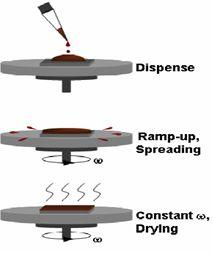 Dispense
Ramp-up,
Spreading
ω
Constant ω,
Drying
ω